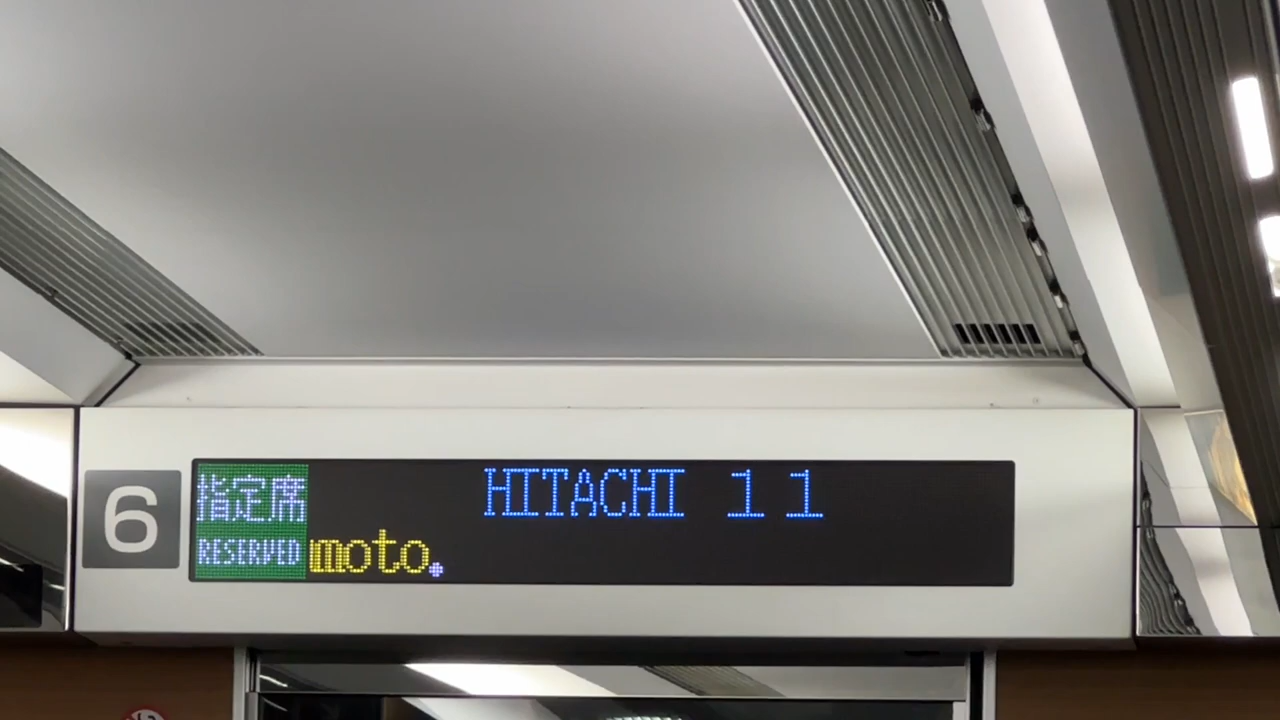 6
指定席
RESERVED
HITACHI 11
moto.